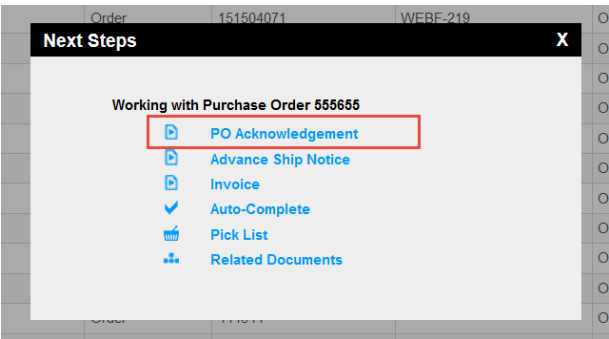 Order 151504071 WEBF-219 O
Next Steps X
O
O
O
Working with Purchase Order 555655
PO Acknowledgement
O
Advance Ship Notice
O
Invoice
O
Auto-Complete
Pick List
O
Related Documents
O
O
Order O